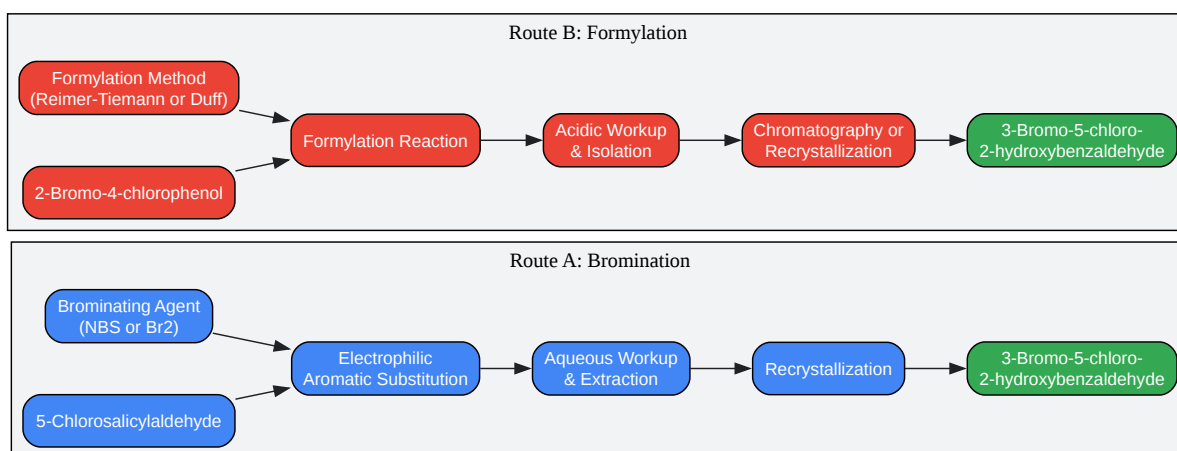 Route B: Formylation
Formylation Method
(Reimer-Tiemann or Duff)
2-Bromo-4-chlorophenol
Formylation Reaction
Acidic Workup
& Isolation
Chromatography or
Recrystallization
3-Bromo-5-chloro-
2-hydroxybenzaldehyde
Route A: Bromination
Brominating Agent
(NBS or Br2)
5-Chlorosalicylaldehyde
Electrophilic
Aromatic Substitution
Aqueous Workup
& Extraction
Recrystallization
3-Bromo-5-chloro-
2-hydroxybenzaldehyde